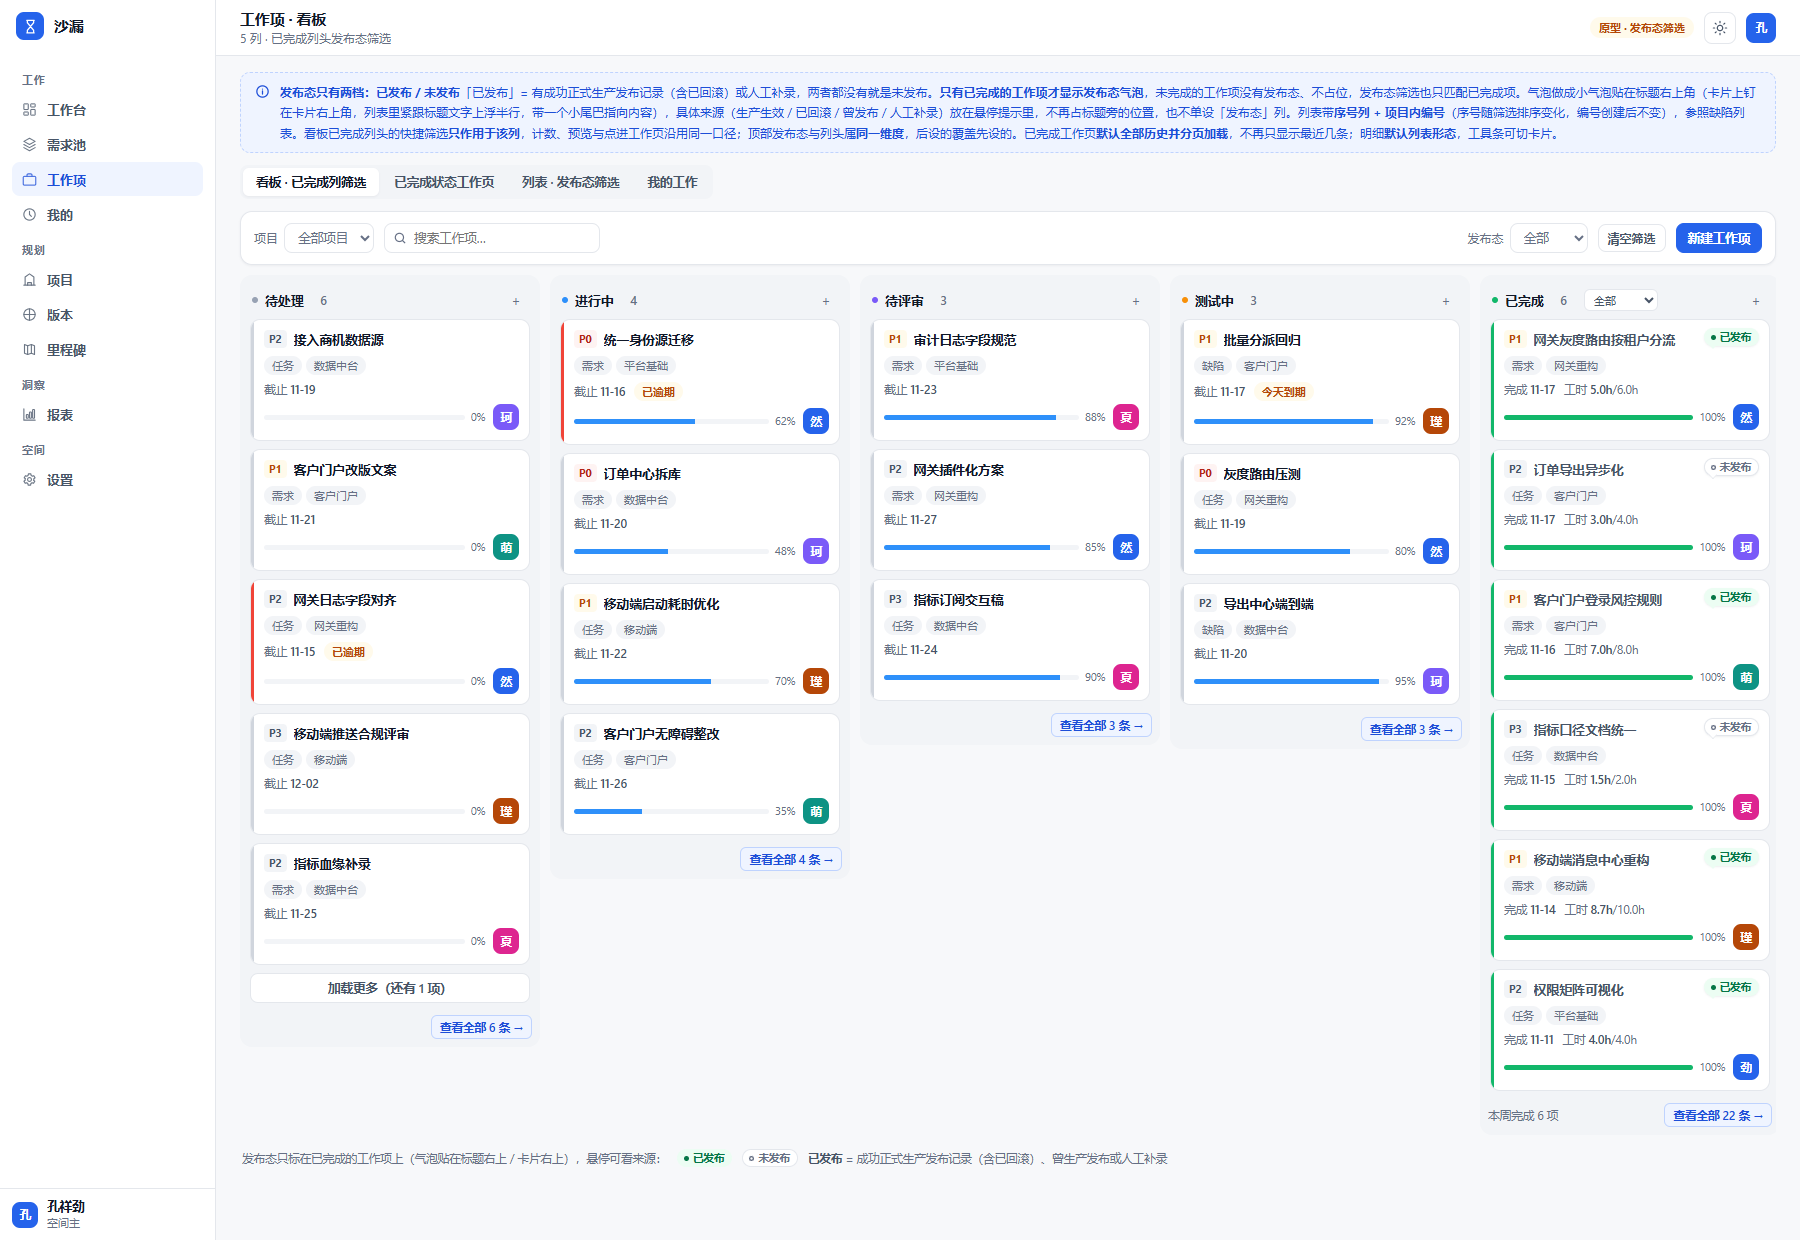 沙漏
工作
工作台
需求池
工作项
我的
规划
项目
版本
里程碑
洞察
报表
空间
设置
孔
孔祥劲
空间主
工作项 · 看板
5 列 · 已完成列头发布态筛选
原型 · 发布态筛选
孔
发布态只有两档：已发布 / 未发布「已发布」= 有成功正式生产发布记录（含已回滚）或人工补录，两者都没有就是未发布。只有已完成的工作项才显示发布态气泡，未完成的工作项没有发布态、不占位，发布态筛选也只匹配已完成项。气泡做成小气泡贴在标题右上角（卡片上钉
在卡片右上角，列表里紧跟标题文字上浮半行，带一个小尾巴指向内容），具体来源（生产生效 / 已回滚 / 曾发布 / 人工补录）放在悬停提示里，不再占标题旁的位置，也不单设「发布态」列。列表带序号列 + 项目内编号（序号随筛选排序变化，编号创建后不变），参照缺陷列
表。看板已完成列头的快捷筛选只作用于该列，计数、预览与点进工作页沿用同一口径；顶部发布态与列头属同一维度，后设的覆盖先设的。已完成工作页默认全部历史并分页加载，不再只显示最近几条；明细默认列表形态，工具条可切卡片。
看板 · 已完成列筛选
已完成状态工作页
列表 · 发布态筛选
我的工作
项目
全部项目
搜索工作项...
发布态
全部
清空筛选
新建工作项
待处理 6 +
P2 接入商机数据源
任务 数据中台
截止 11-19
0% 珂
P1 客户门户改版文案
需求 客户门户
截止 11-21
0% 萌
P2 网关日志字段对齐
任务 网关重构
截止 11-15 已逾期
0% 然
P3 移动端推送合规评审
任务 移动端
截止 12-02
0% 瑾
P2 指标血缘补录
需求 数据中台
截止 11-25
0% 夏
加载更多（还有 1 项）
查看全部 6 条 →
进行中 4 +
P0 统一身份源迁移
需求 平台基础
截止 11-16 已逾期
62% 然
P0 订单中心拆库
需求 数据中台
截止 11-20
48% 珂
P1 移动端启动耗时优化
任务 移动端
截止 11-22
70% 瑾
P2 客户门户无障碍整改
任务 客户门户
截止 11-26
35% 萌
查看全部 4 条 →
待评审 3 +
P1 审计日志字段规范
需求 平台基础
截止 11-23
88% 夏
P2 网关插件化方案
需求 网关重构
截止 11-27
85% 然
P3 指标订阅交互稿
任务 数据中台
截止 11-24
90% 夏
查看全部 3 条 →
测试中 3 +
P1 批量分派回归
缺陷 客户门户
截止 11-17 今天到期
92% 瑾
P0 灰度路由压测
任务 网关重构
截止 11-19
80% 然
P2 导出中心端到端
缺陷 数据中台
截止 11-20
95% 珂
查看全部 3 条 →
已完成 6 全部 +
P1 网关灰度路由按租户分流 已发布
需求 网关重构
完成 11-17 工时 5.0h/6.0h
100% 然
P2 订单导出异步化 未发布
任务 客户门户
完成 11-17 工时 3.0h/4.0h
100% 珂
P1 客户门户登录风控规则 已发布
需求 客户门户
完成 11-16 工时 7.0h/8.0h
100% 萌
P3 指标口径文档统一 未发布
任务 数据中台
完成 11-15 工时 1.5h/2.0h
100% 夏
P1 移动端消息中心重构 已发布
需求 移动端
完成 11-14 工时 8.7h/10.0h
100% 瑾
P2 权限矩阵可视化 已发布
任务 平台基础
完成 11-11 工时 4.0h/4.0h
100% 劲
本周完成 6 项
查看全部 22 条 →
发布态只标在已完成的工作项上（气泡贴在标题右上 / 卡片右上），悬停可看来源： 已发布 未发布 已发布 = 成功正式生产发布记录（含已回滚）、曾生产发布或人工补录